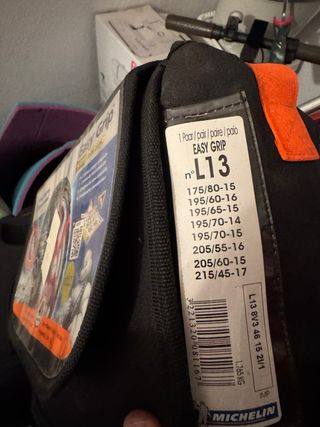 Easy Grip
1 Paar / pair / paire / palo
EASY GRIP
n° L13
175/80-15
195/60-16
195/65-15
195/70-14
195/70-15
205/55-16
205/60-15
215/45-17
L13 8V3 46 15 2I/1
MICHELIN